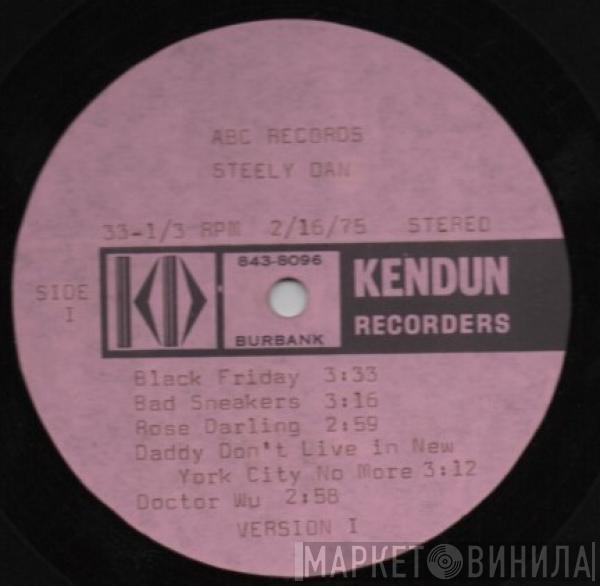 ABC RECORDS
STEELY DAN
33-1/3 RPM 2/16/75 STEREO
SIDE
I
KD
843-8096
BURBANK
KENDUN
RECORDERS
Black Friday 3:33
Bad Sneakers 3:16
Rose Darling 2:59
Daddy Don't Live in New
York City No More 3:12
Doctor Wu 2:58
VERSION I
МАРКЕТ ВИНИЛА